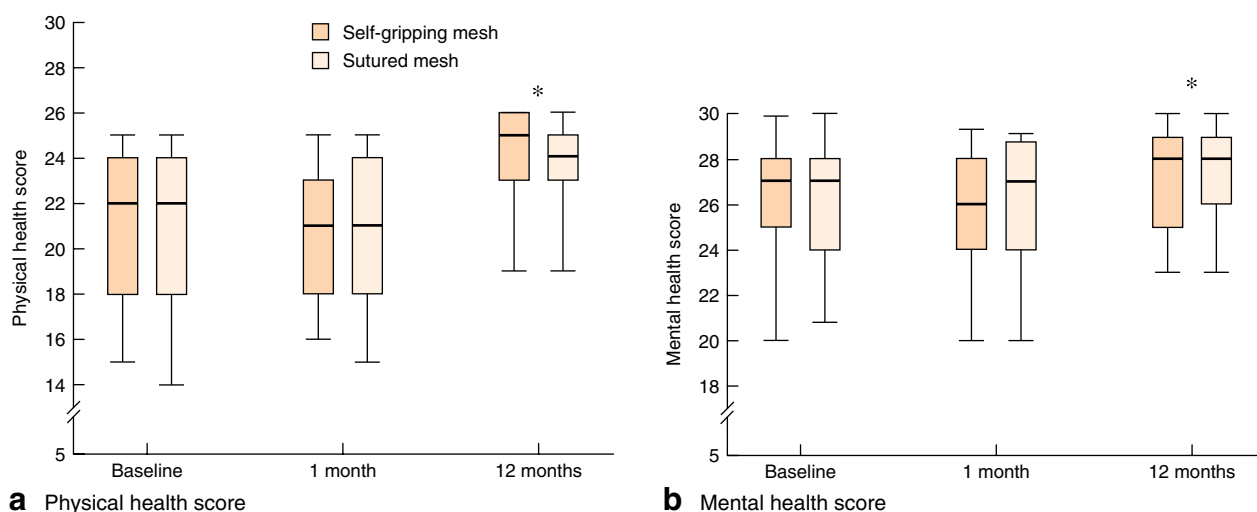 30
28
26
24
22
20
18
16
14
5
Physical health score
Self-gripping mesh
Sutured mesh
*
Baseline
1 month
12 months
a Physical health score
30
28
26
24
22
20
18
5
Mental health score
*
Baseline
1 month
12 months
b Mental health score